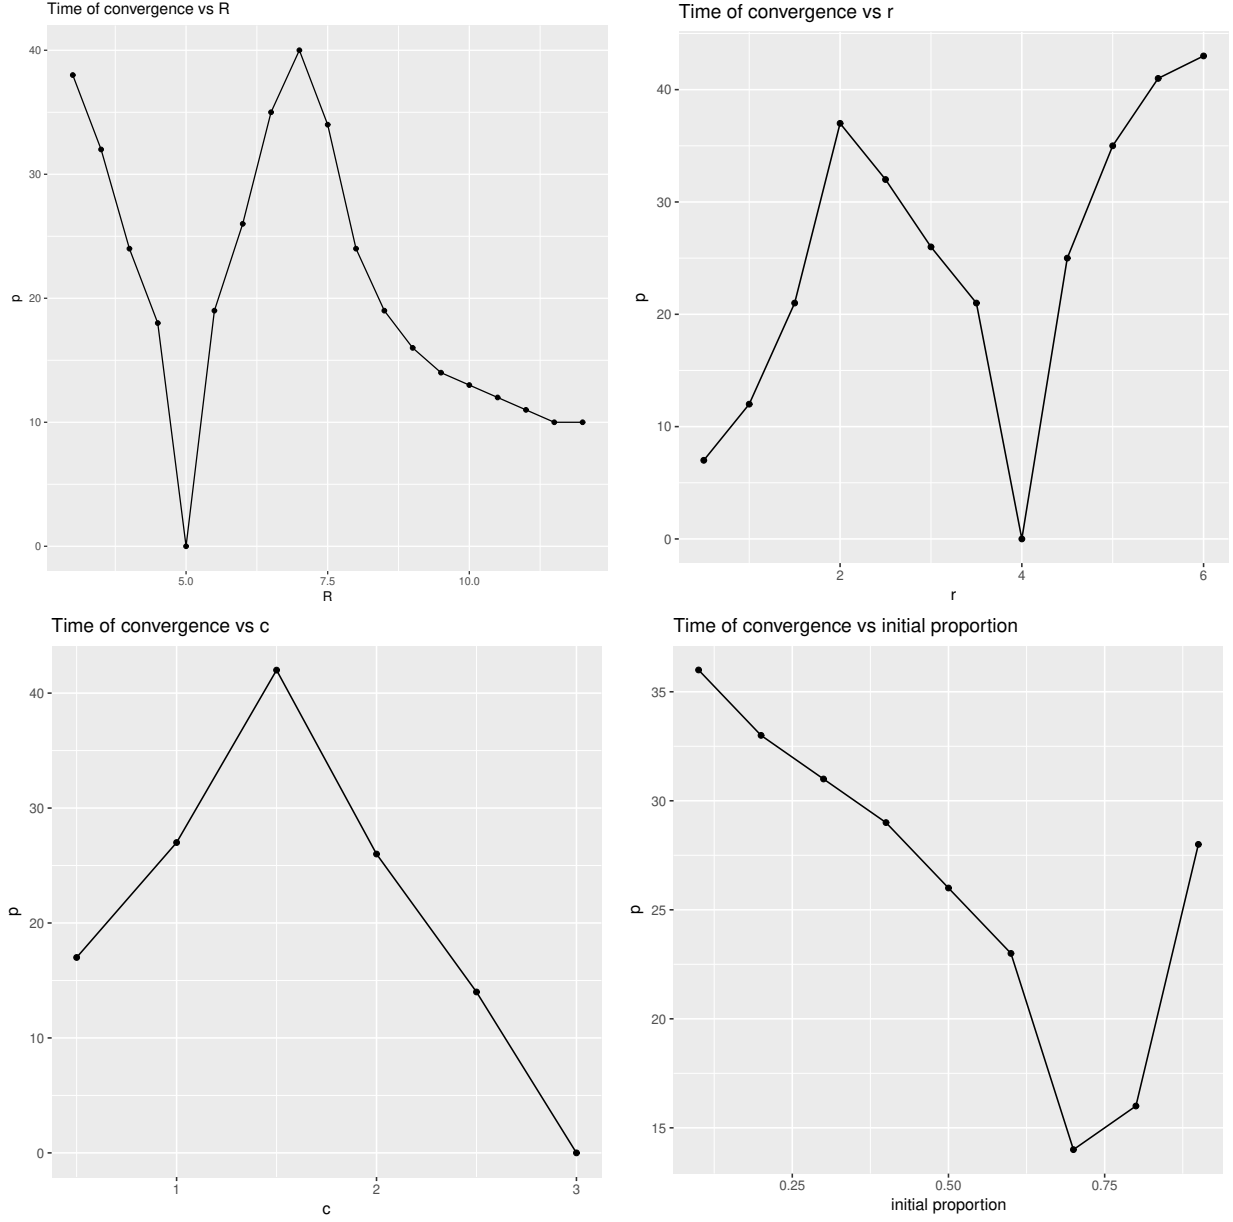 Time of convergence vs R
40
30
20
10
0
p
5.0 7.5 10.0
R
Time of convergence vs r
40
30
20
10
0
p
2 4 6
r
Time of convergence vs c
40
30
20
10
0
p
1 2 3
c
Time of convergence vs initial proportion
35
30
25
20
15
p
0.25 0.50 0.75
initial proportion